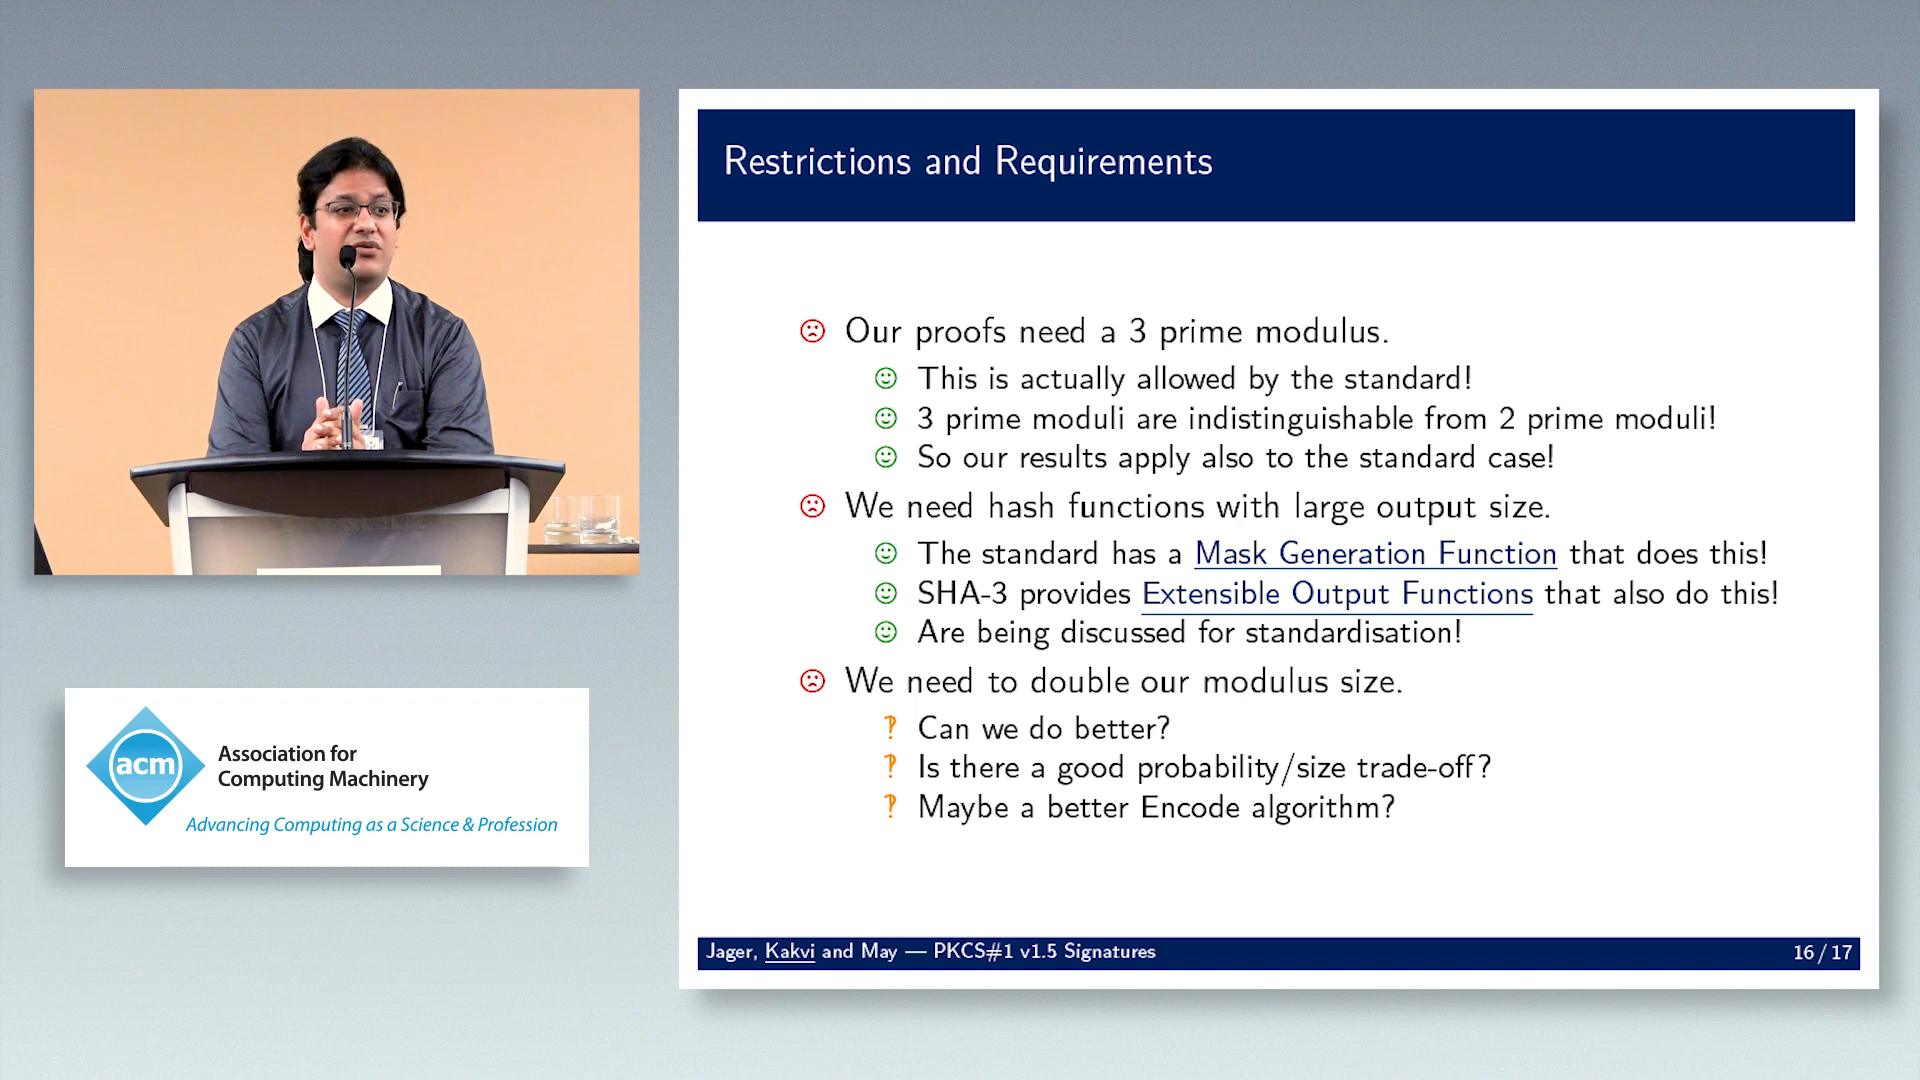 Restrictions and Requirements
Our proofs need a 3 prime modulus.
This is actually allowed by the standard!
3 prime moduli are indistinguishable from 2 prime moduli!
So our results apply also to the standard case!
We need hash functions with large output size.
The standard has a Mask Generation Function that does this!
SHA-3 provides Extensible Output Functions that also do this!
Are being discussed for standardisation!
We need to double our modulus size.
? Can we do better?
? Is there a good probability/size trade-off?
? Maybe a better Encode algorithm?
Jager, Kakvi and May — PKCS#1 v1.5 Signatures
16 / 17
acm
Association for
Computing Machinery
Advancing Computing as a Science & Profession